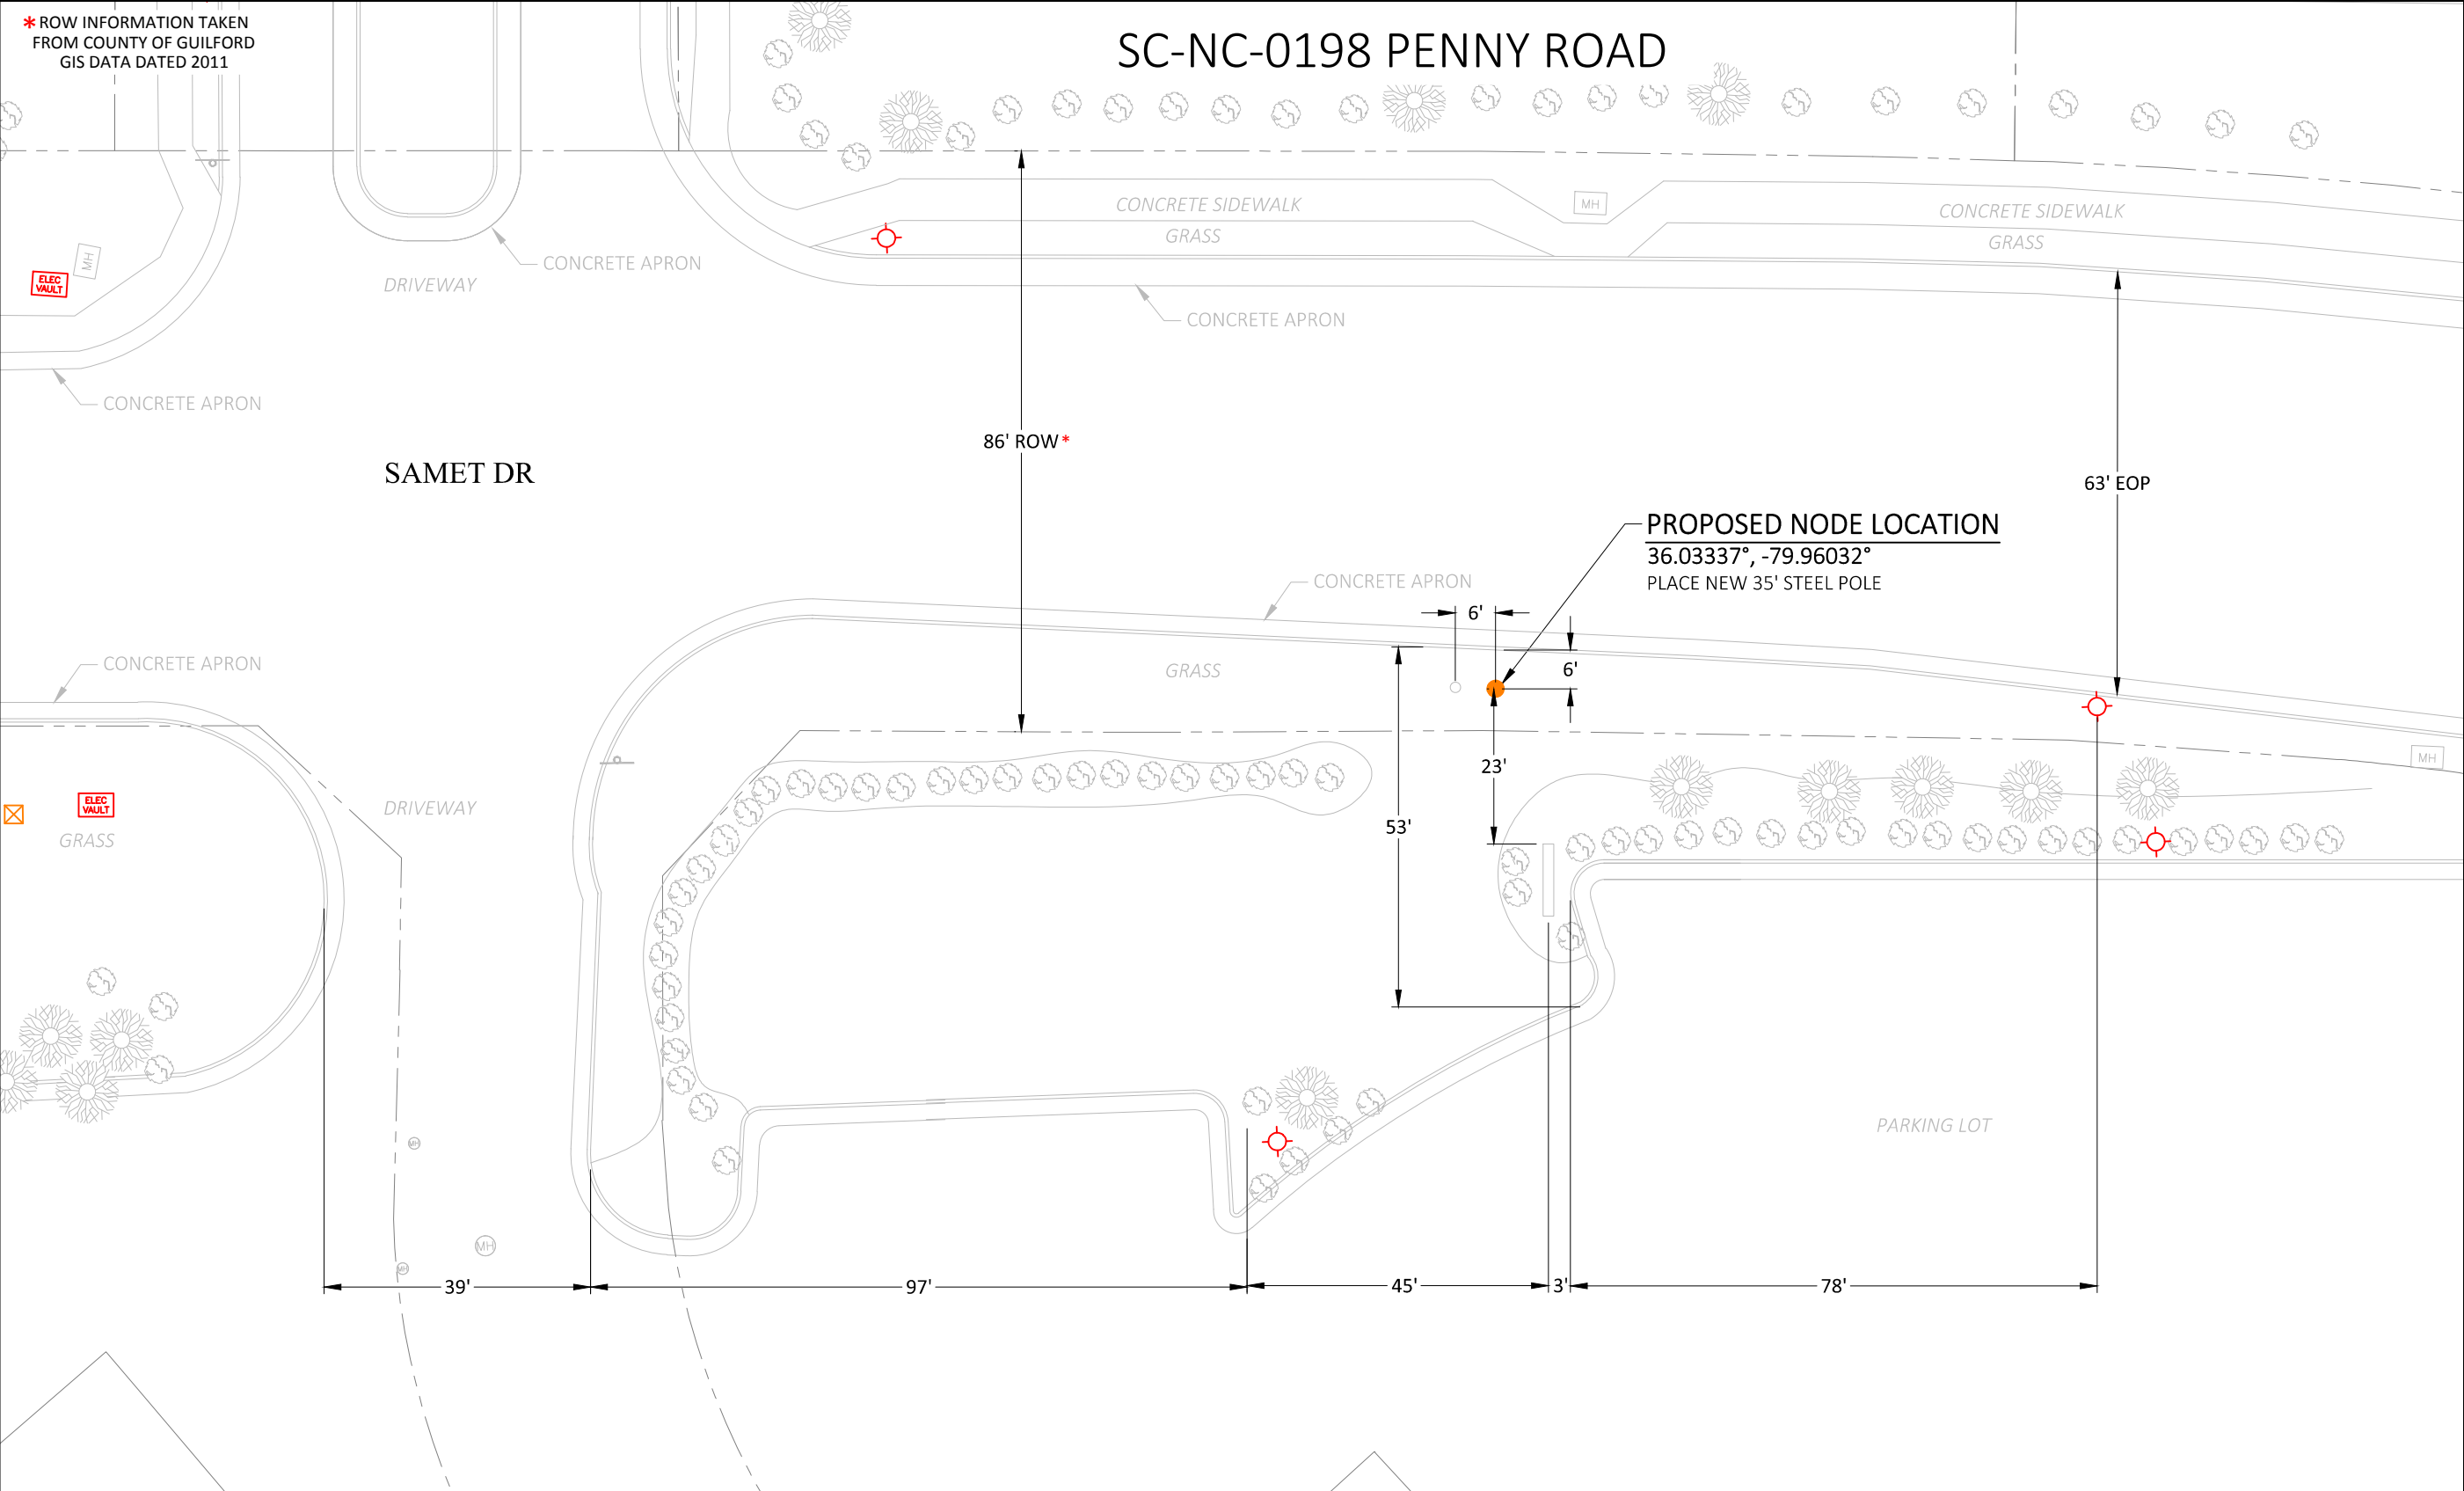 * ROW INFORMATION TAKEN
FROM COUNTY OF GUILFORD
GIS DATA DATED 2011
SC-NC-0198 PENNY ROAD
CONCRETE SIDEWALK
MH
CONCRETE SIDEWALK
GRASS
GRASS
MH
ELEC
VAULT
DRIVEWAY
CONCRETE APRON
CONCRETE APRON
CONCRETE APRON
86' ROW*
SAMET DR
63' EOP
PROPOSED NODE LOCATION
36.03337°, -79.96032°
PLACE NEW 35' STEEL POLE
CONCRETE APRON
6'
CONCRETE APRON
GRASS
6'
MH
23'
ELEC
VAULT
DRIVEWAY
GRASS
53'
PARKING LOT
MH
MH
MH
39'
97'
45'
3'
78'